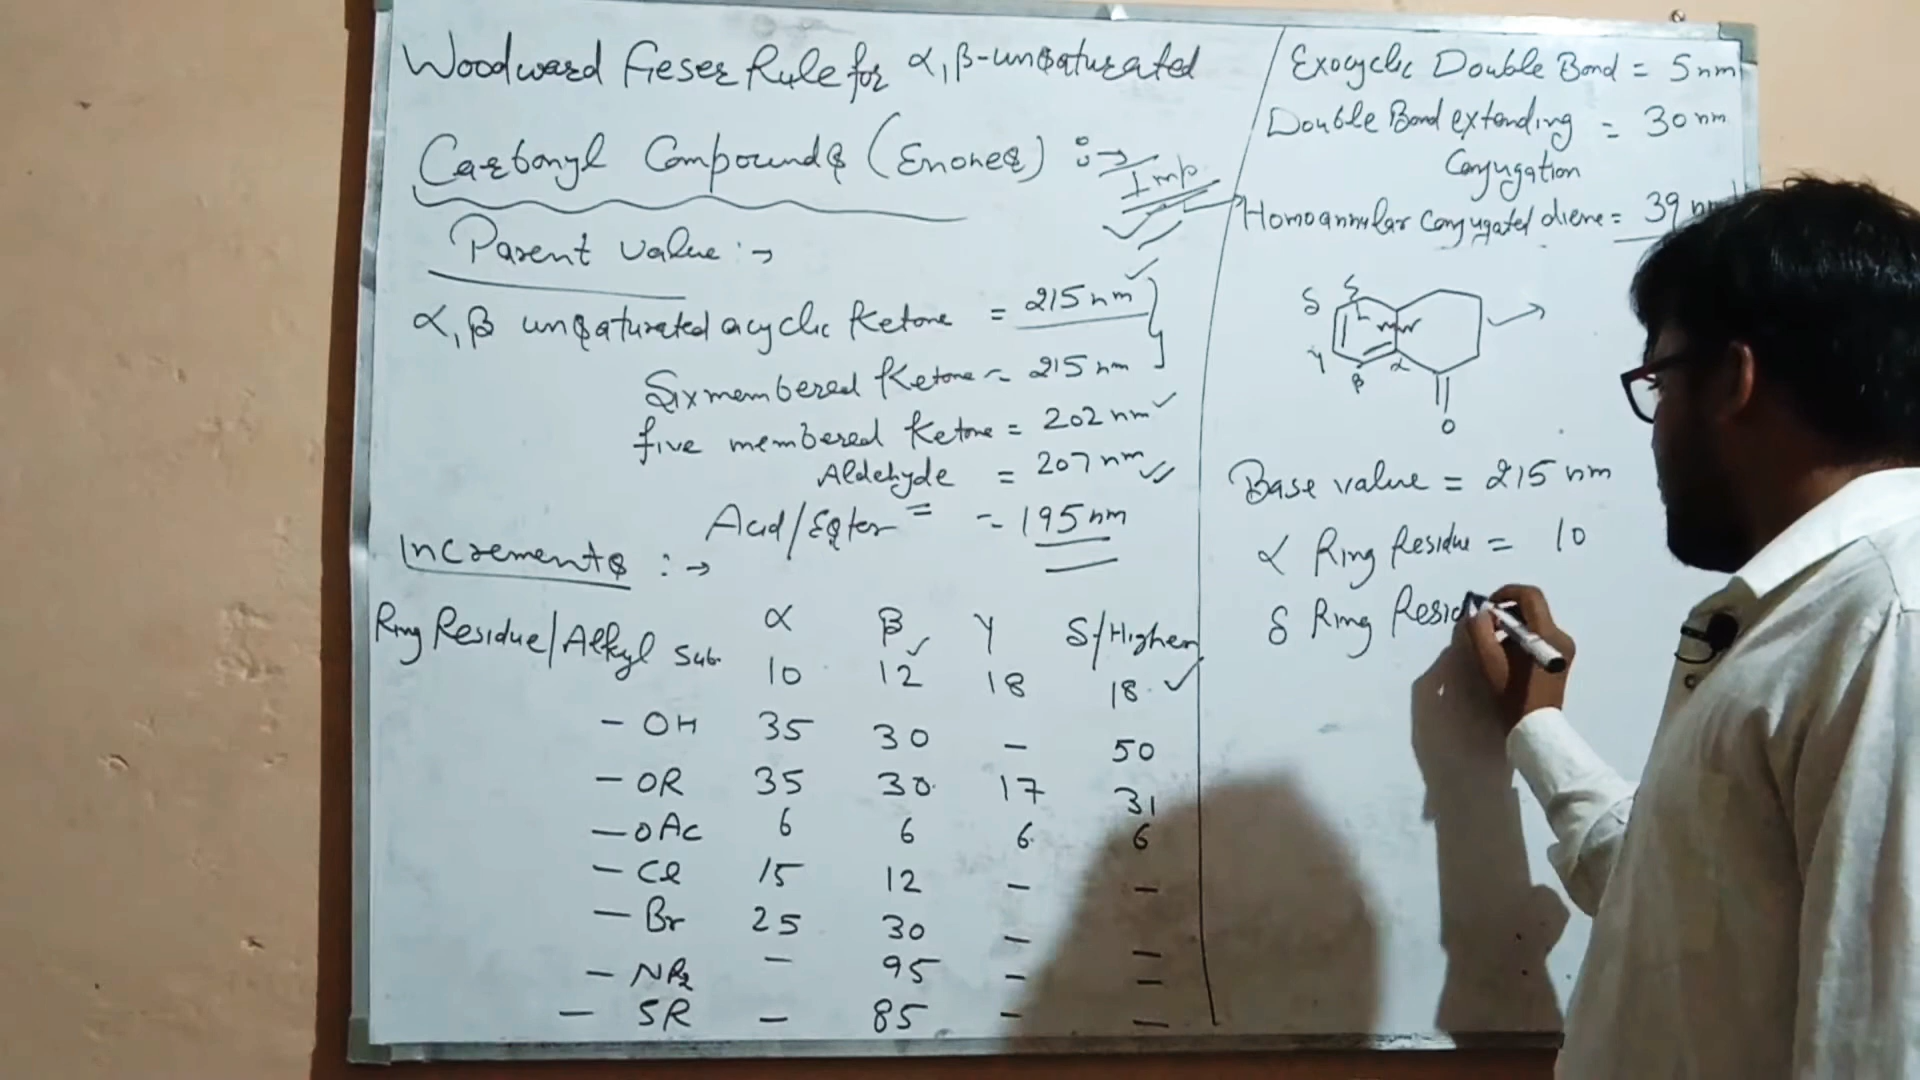 Woodward Fieser Rule for α,β-unsaturated
Carbonyl Compounds (Enones) :→ Imp.
Parent value :→
α,β unsaturated acyclic Ketone = 215 nm
Six membered Ketone = 215 nm
five membered Ketone = 202 nm
Aldehyde = 207 nm
Acid/Ester = 195 nm
Increments :→
α β γ δ/Higher
Ring Residue/Alkyl Sub. 10 12 18 18
- OH 35 30 - 50
- OR 35 30 17 31
- OAc 6 6 6 6
- Cl 15 12 - -
- Br 25 30 - -
- NR2 - 95 - -
- SR - 85 - -
Exocyclic Double Bond = 5 nm
Double Bond extending = 30 nm
Conjugation
Homoannular Conjugated diene = 39 nm
δ
γ
β
α
O
Base value = 215 nm
α Ring Residue = 10
δ Ring Resid